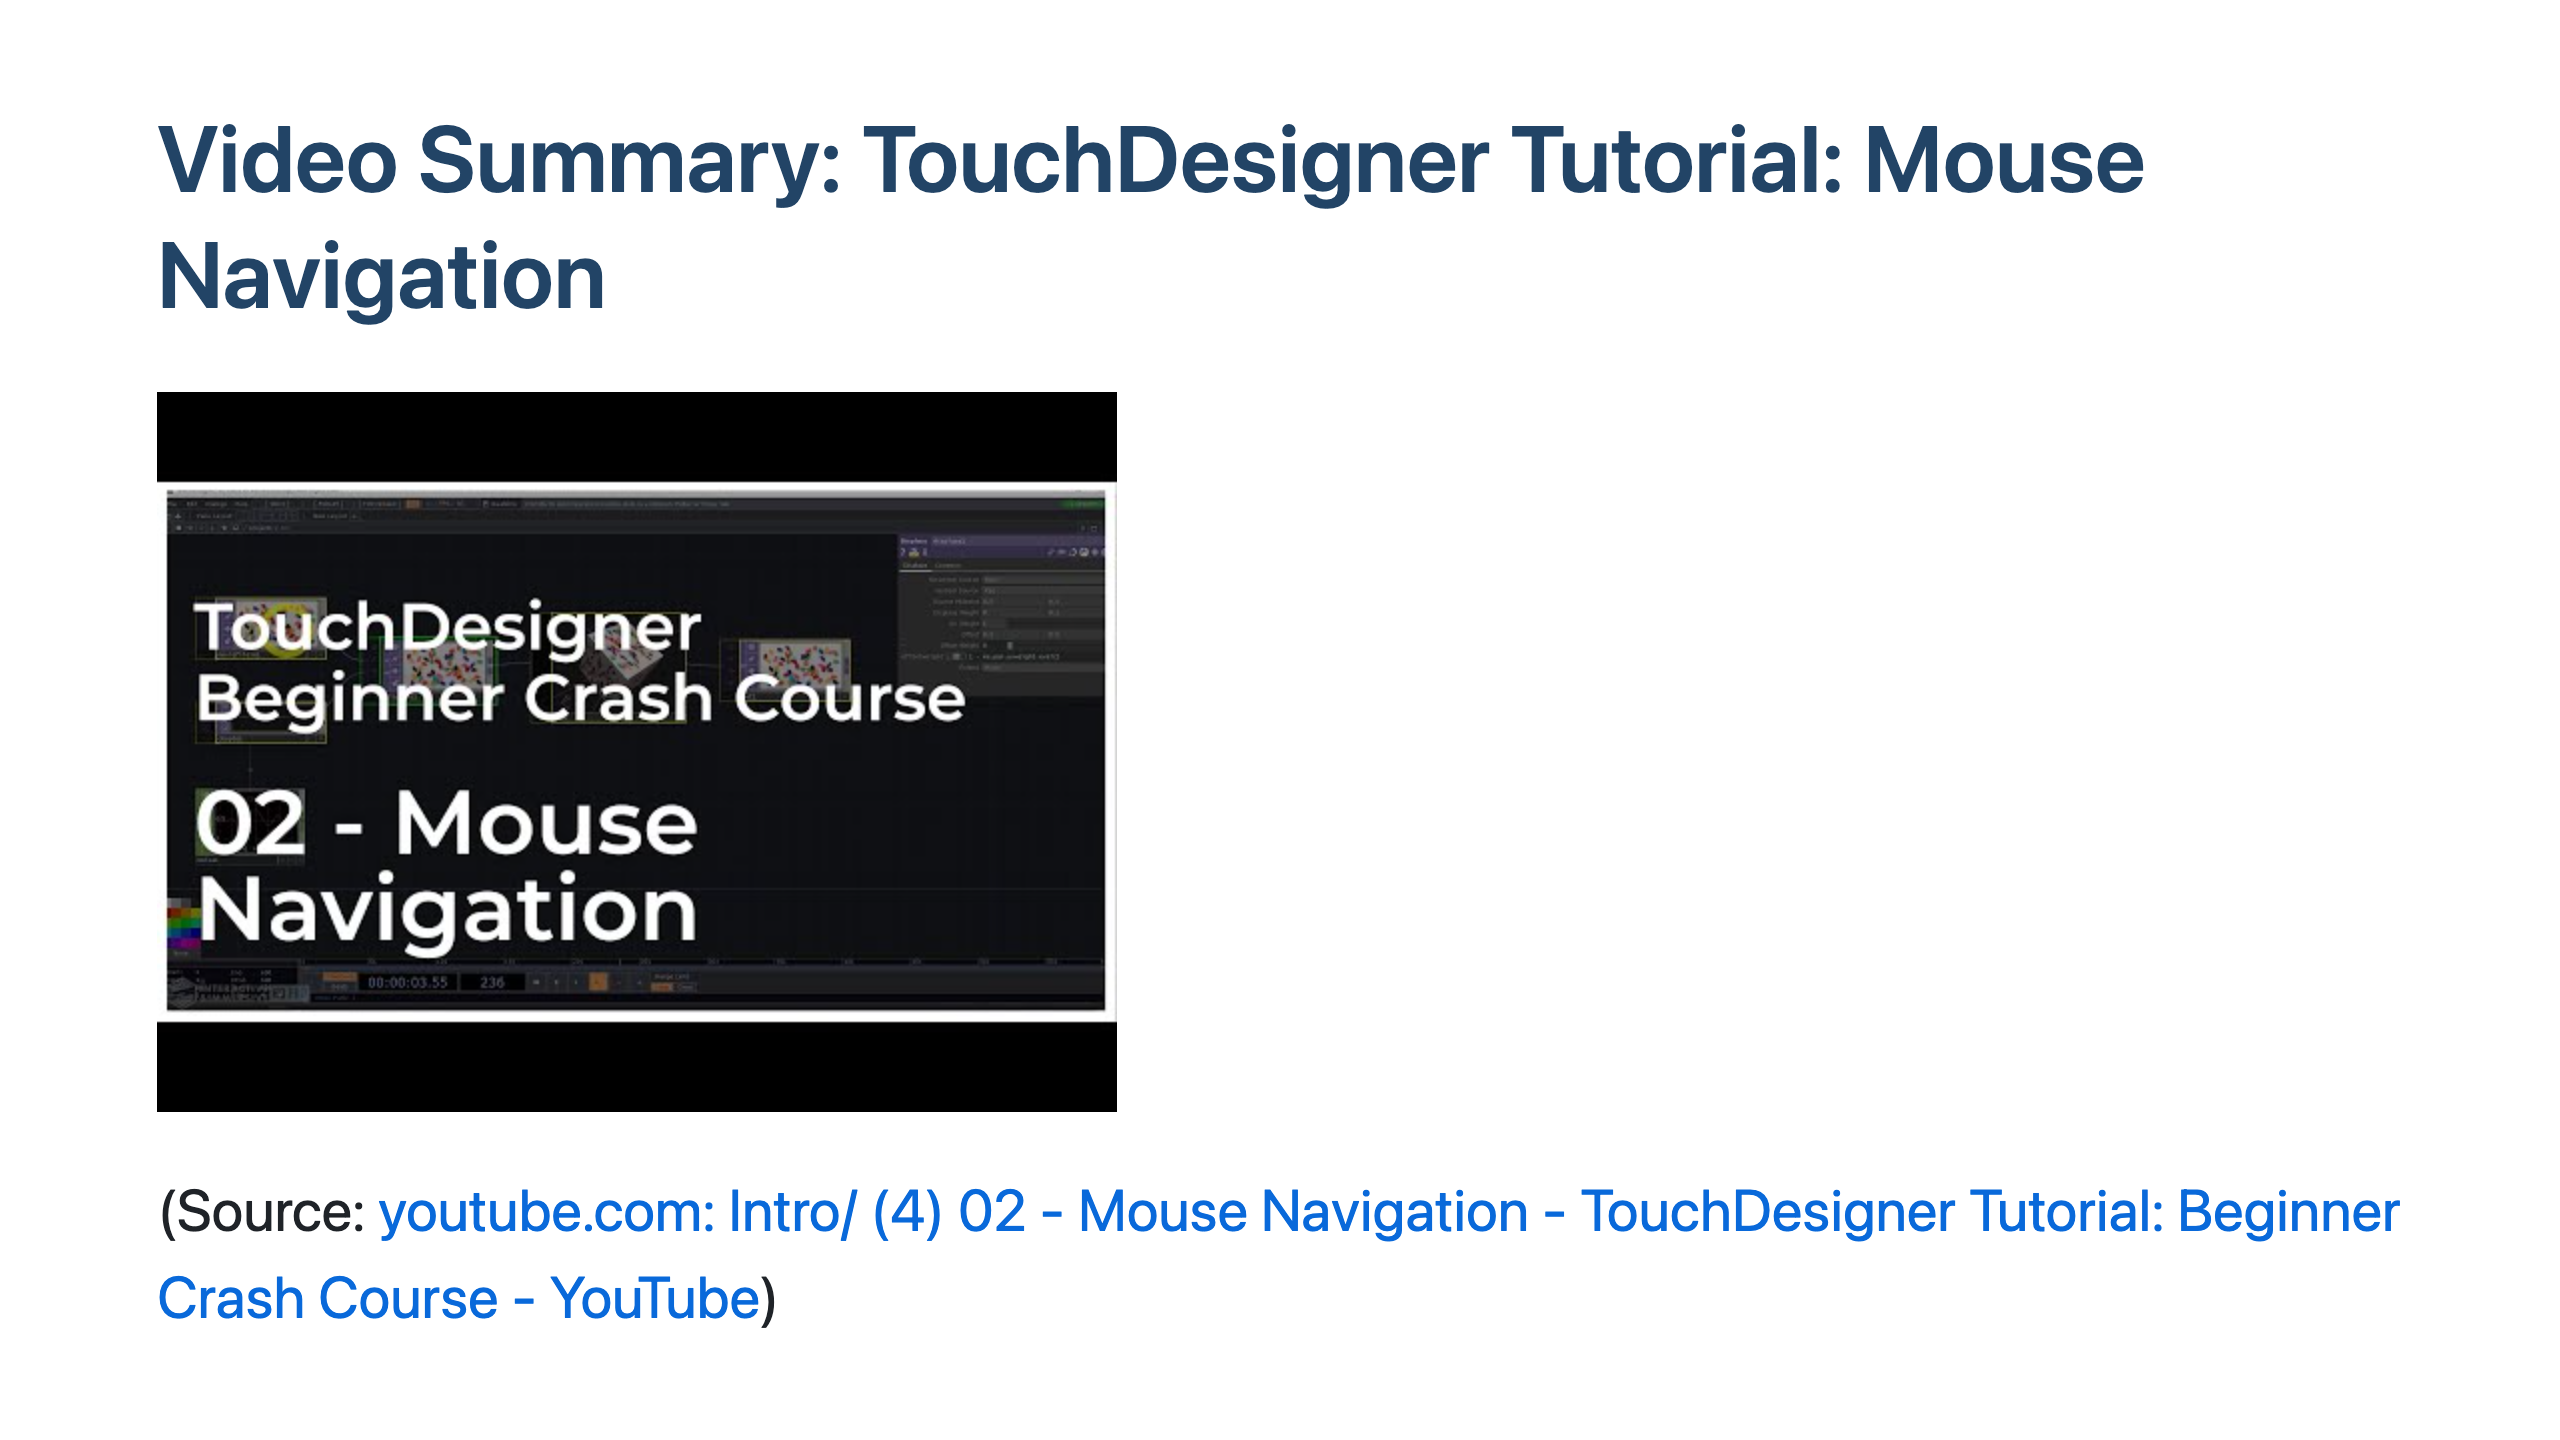 Video Summary: TouchDesigner Tutorial: Mouse
Navigation
TouchDesigner
Beginner Crash Course
02 - Mouse
Navigation
00:00:03.55 236
(Source: youtube.com: Intro/ (4) 02 - Mouse Navigation - TouchDesigner Tutorial: Beginner
Crash Course - YouTube)